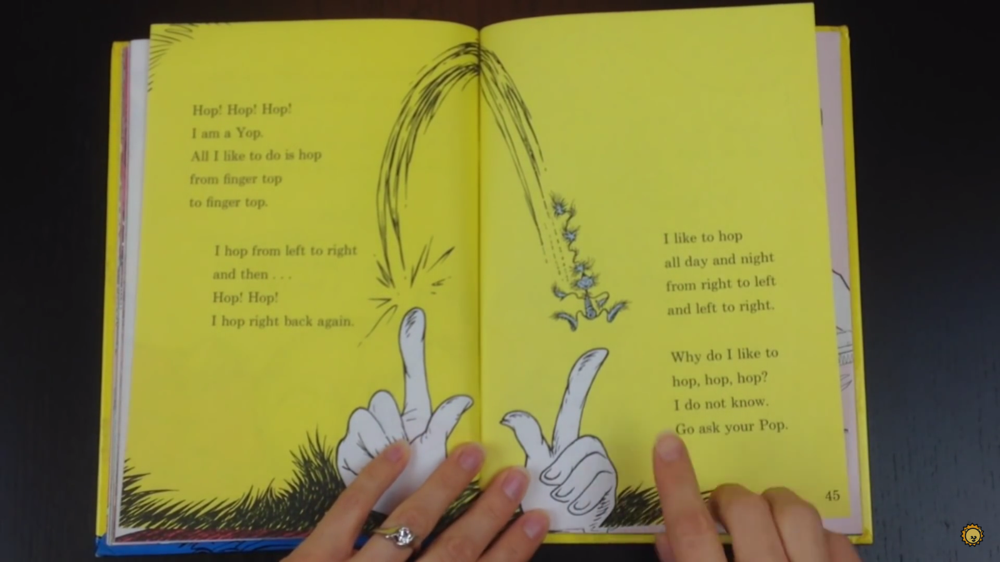 Hop! Hop! Hop!
I am a Yop.
All I like to do is hop
from finger top
to finger top.
I hop from left to right
and then . . .
Hop! Hop!
I hop right back again.
I like to hop
all day and night
from right to left
and left to right.
Why do I like to
hop, hop, hop?
I do not know.
Go ask your Pop.
45